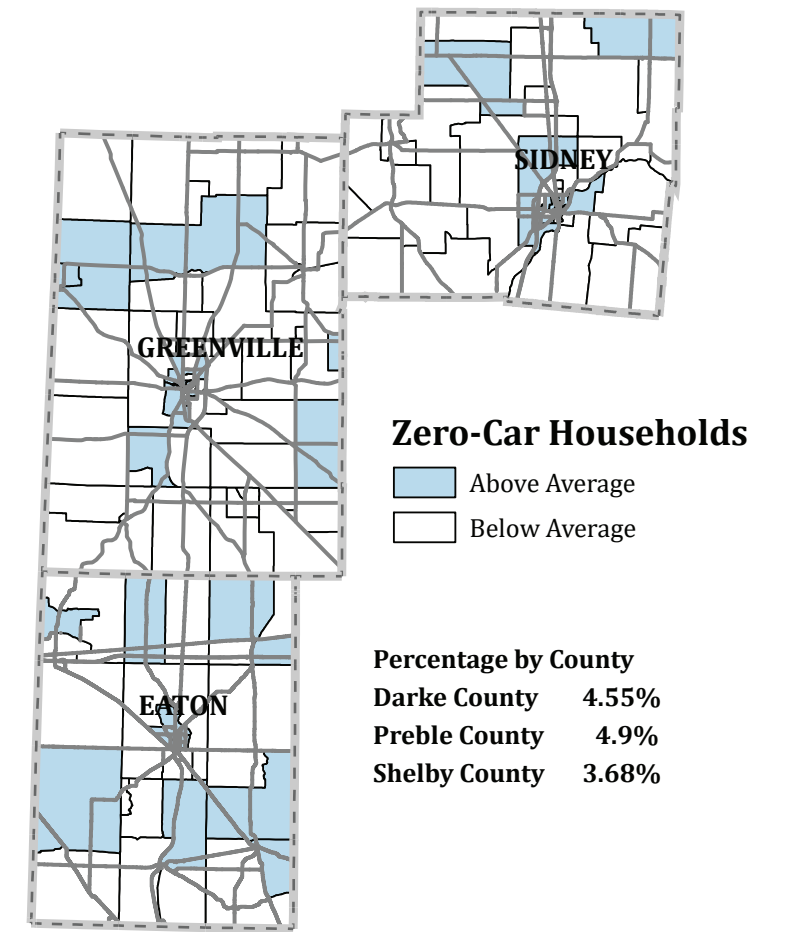 SIDNEY
GREENVILLE
Zero-Car Households
Above Average
Below Average
Percentage by County
Darke County 4.55%
Preble County 4.9%
Shelby County 3.68%
EATON